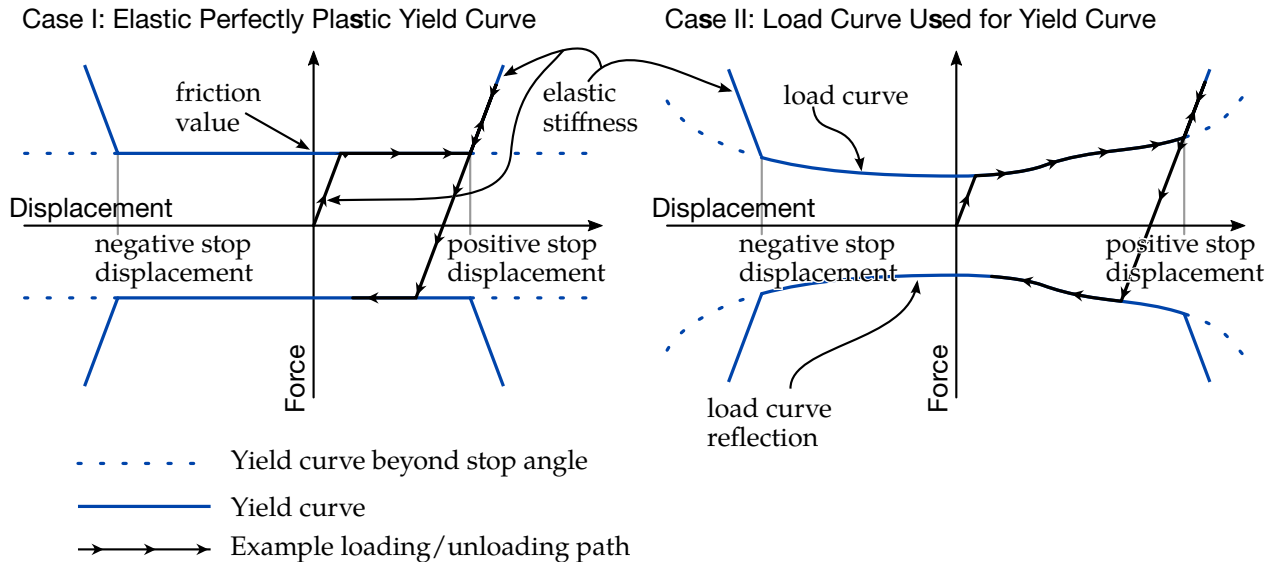 Case I: Elastic Perfectly Plastic Yield Curve
Case II: Load Curve Used for Yield Curve
friction
value
elastic
stiffness
load curve
Displacement
negative stop
displacement
positive stop
displacement
Displacement
negative stop
displacement
positive stop
displacement
Force
Force
load curve
reflection
Yield curve beyond stop angle
Yield curve
Example loading/unloading path